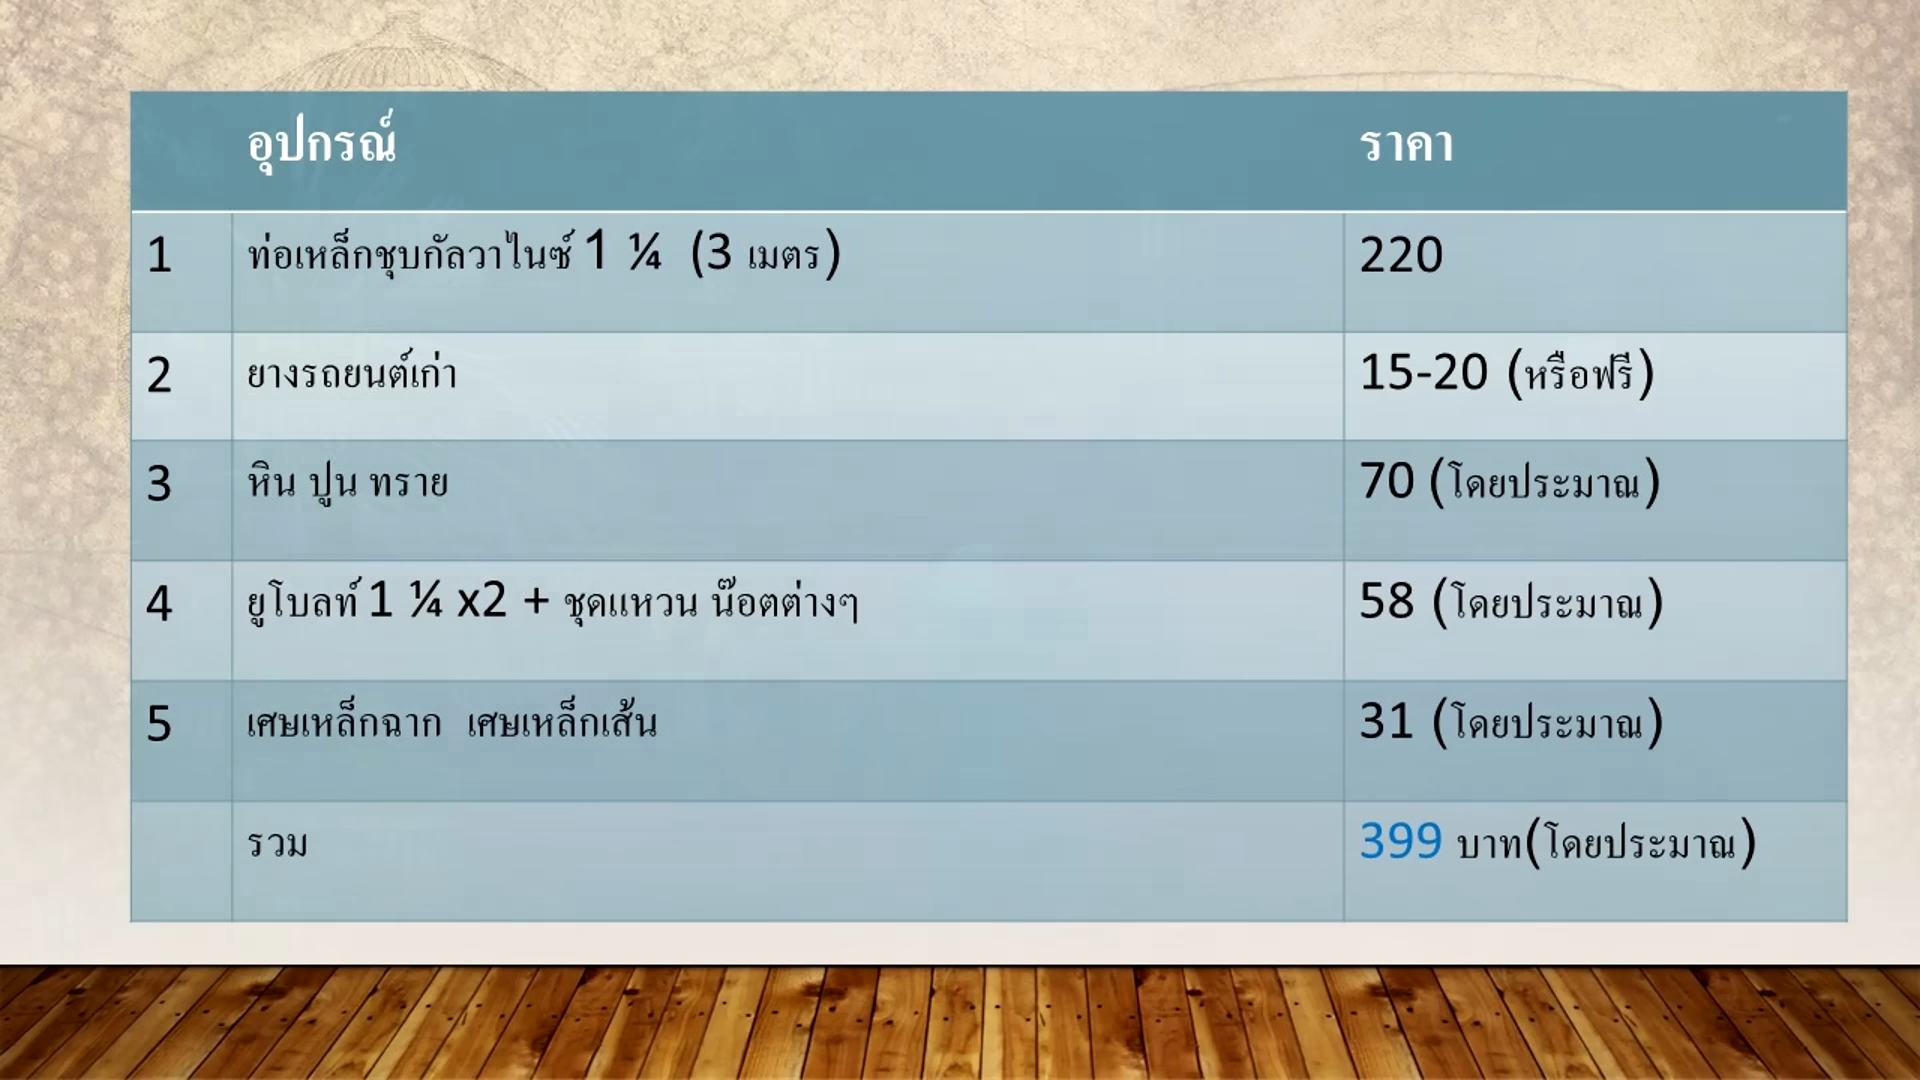 อุปกรณ์ ราคา
1 ท่อเหล็กชุบกัลวาไนซ์ 1 ¼ (3 เมตร) 220
2 ยางรถยนต์เก่า 15-20 (หรือฟรี)
3 หิน ปูน ทราย 70 (โดยประมาณ)
4 ยูโบลท์ 1 ¼ x2 + ชุดแหวน น๊อตต่างๆ 58 (โดยประมาณ)
5 เศษเหล็กฉาก เศษเหล็กเส้น 31 (โดยประมาณ)
รวม 399 บาท(โดยประมาณ)